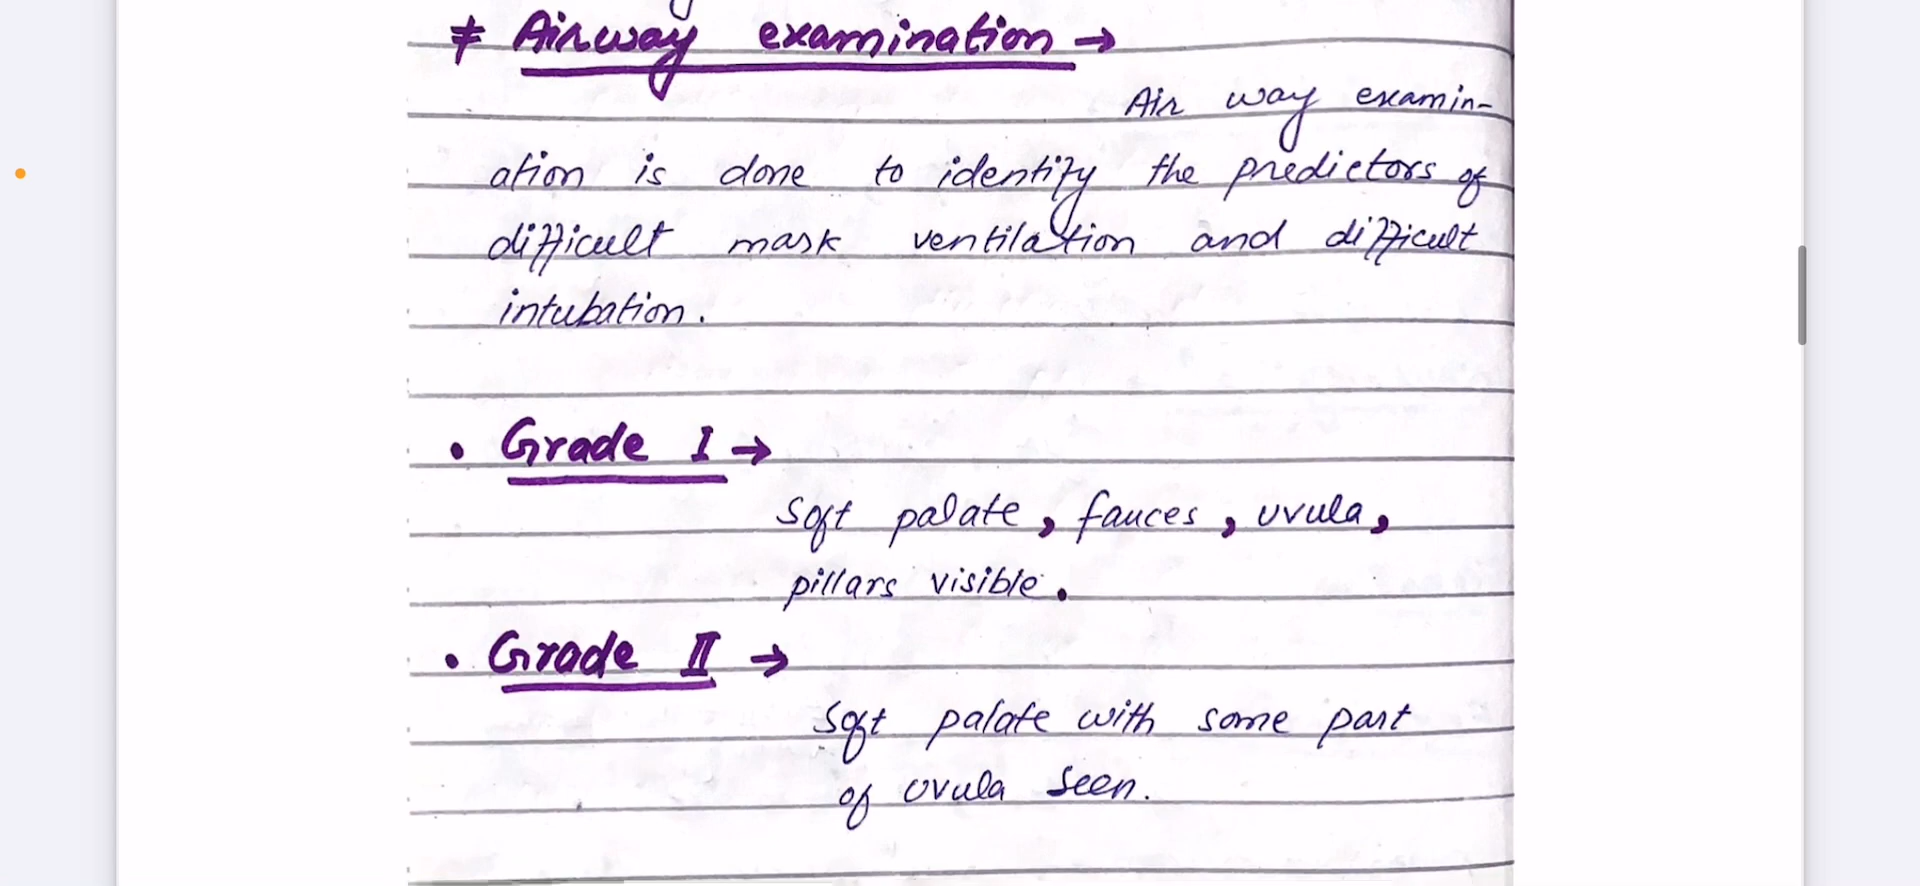 * Airway examination →
Air way examin-
ation is done to identify the predictors of
difficult mask ventilation and difficult
intubation.
• Grade I →
Soft palate, fauces, uvula,
pillars visible.
• Grade II →
Soft palate with some part
of uvula seen.